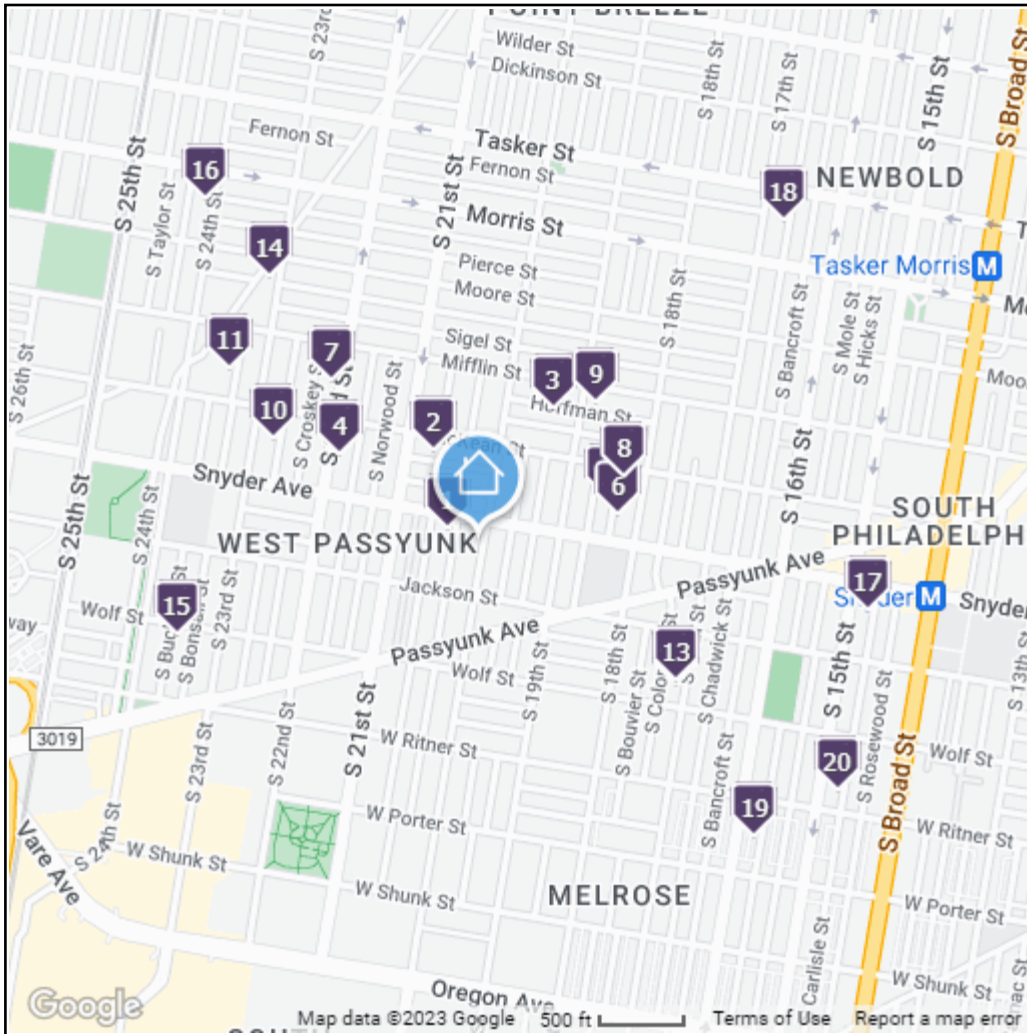 POINT BREEZE
S 23rd
Wilder St
Dickinson St
S 18th St
S 17th St
S 15th St
S Broad St
Fernon St
Tasker St
Fernon St
NEWBOLD
16
18
S 25th St
S Taylor St
S 24th St
S 21st St
Morris St
14
Tasker Morris
M
Pierce St
Moore St
S 18th St
S Bancroft St
S Mole St
S Hicks St
11
7
Sigel St
Mifflin St
3
9
S 26th St
10
S Croskey St
4
S Norwood St
2
Hoffman St
McKean St
8
6
Snyder Ave
S 16th St
SOUTH
PHILADELPH
S 25th St
S 24th St
WEST PASSYUNK
Passyunk Ave
17
Snyder
M
Snyder
Jackson St
15
Wolf St
S 23rd St
S Bonsall St
Passyunk Ave
13
S 18th St
S Chadwick St
S 15th St
S 13th St
Wolf St
S 19th St
S Bouvier St
S Rosewood St
3019
S 21st St
S 22nd St
W Ritner St
Wolf St
20
S 23rd St
S Bancroft St
19
W Porter St
W Ritner St
S Broad St
S 24th St
Vare Ave
W Shunk St
W Shunk St
MELROSE
W Porter St
Carlisle St
W Shunk St
Oregon Ave
Google
Map data ©2023 Google
500 ft
Terms of Use
Report a map error